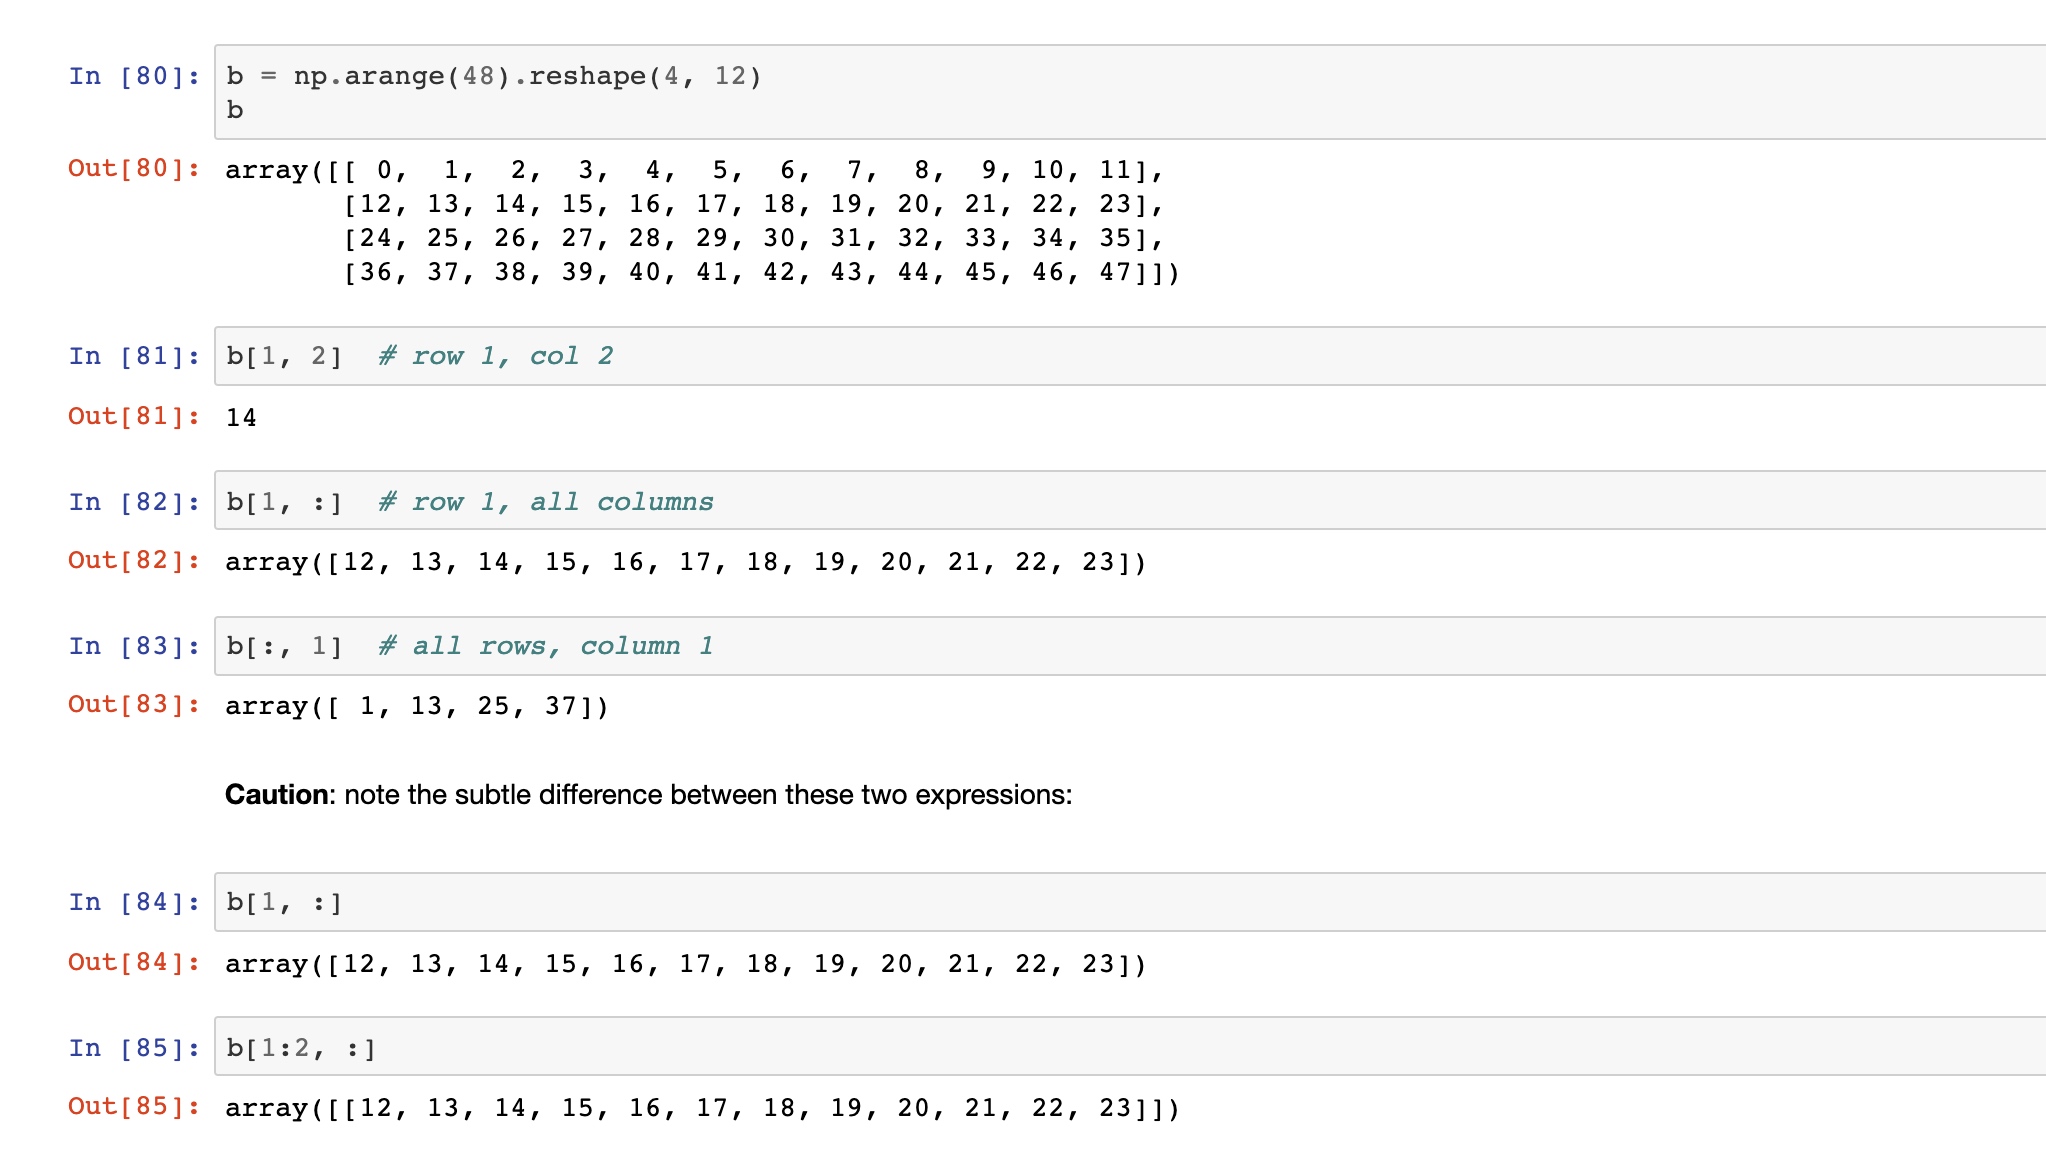 In [80]: b = np.arange(48).reshape(4, 12)
b
Out[80]: array([[ 0,  1,  2,  3,  4,  5,  6,  7,  8,  9, 10, 11],
[12, 13, 14, 15, 16, 17, 18, 19, 20, 21, 22, 23],
[24, 25, 26, 27, 28, 29, 30, 31, 32, 33, 34, 35],
[36, 37, 38, 39, 40, 41, 42, 43, 44, 45, 46, 47]])
In [81]: b[1, 2]  # row 1, col 2
Out[81]: 14
In [82]: b[1, :]  # row 1, all columns
Out[82]: array([12, 13, 14, 15, 16, 17, 18, 19, 20, 21, 22, 23])
In [83]: b[:, 1]  # all rows, column 1
Out[83]: array([ 1, 13, 25, 37])
Caution: note the subtle difference between these two expressions:
In [84]: b[1, :]
Out[84]: array([12, 13, 14, 15, 16, 17, 18, 19, 20, 21, 22, 23])
In [85]: b[1:2, :]
Out[85]: array([[12, 13, 14, 15, 16, 17, 18, 19, 20, 21, 22, 23]])